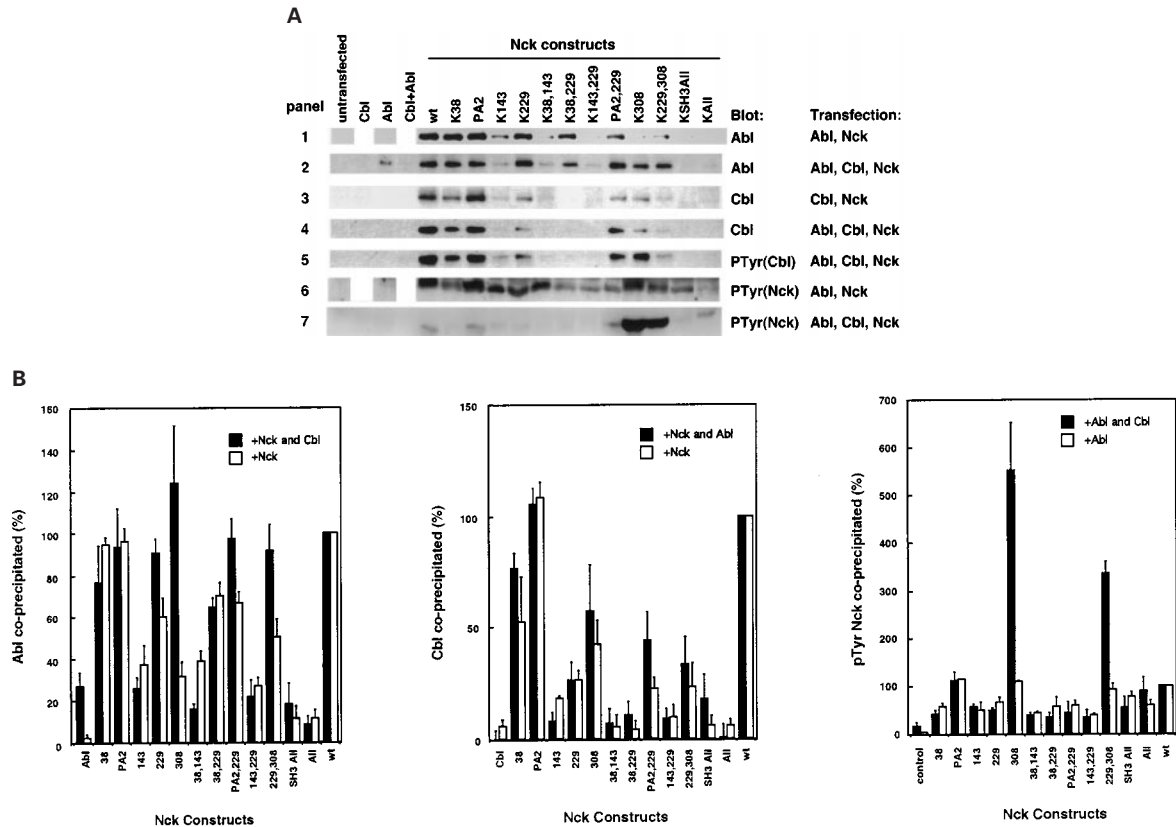 A
Nck constructs
panel
untransfected
Cbl
Abl
Cbl+Abl
wt
K38
PA2
K143
K229
K38,143
K38,229
K143,229
PA2,229
K308
K229,308
KSH3All
KAll
Blot:
Transfection:
1
Abl
Abl, Nck
2
Abl
Abl, Cbl, Nck
3
Cbl
Cbl, Nck
4
Cbl
Abl, Cbl, Nck
5
PTyr(Cbl)
Abl, Cbl, Nck
6
PTyr(Nck)
Abl, Nck
7
PTyr(Nck)
Abl, Cbl, Nck
B
Abl co-precipitated (%)
160
140
120
100
80
60
40
20
0
+Nck and Cbl
+Nck
Abl
38
PA2
143
229
308
38,143
38,229
PA2,229
143,229
229,308
SH3 All
All
wt
Nck Constructs
Cbl co-precipitated (%)
150
100
50
0
+Nck and Abl
+Nck
Cbl
38
PA2
143
229
308
38,143
38,229
PA2,229
143,229
229,308
SH3 All
All
wt
Nck Constructs
pTyr Nck co-precipitated (%)
700
600
500
400
300
200
100
0
+Abl and Cbl
+Abl
control
38
PA2
143
229
308
38,143
38,229
PA2,229
143,229
229,308
SH3 All
All
wt
Nck Constructs